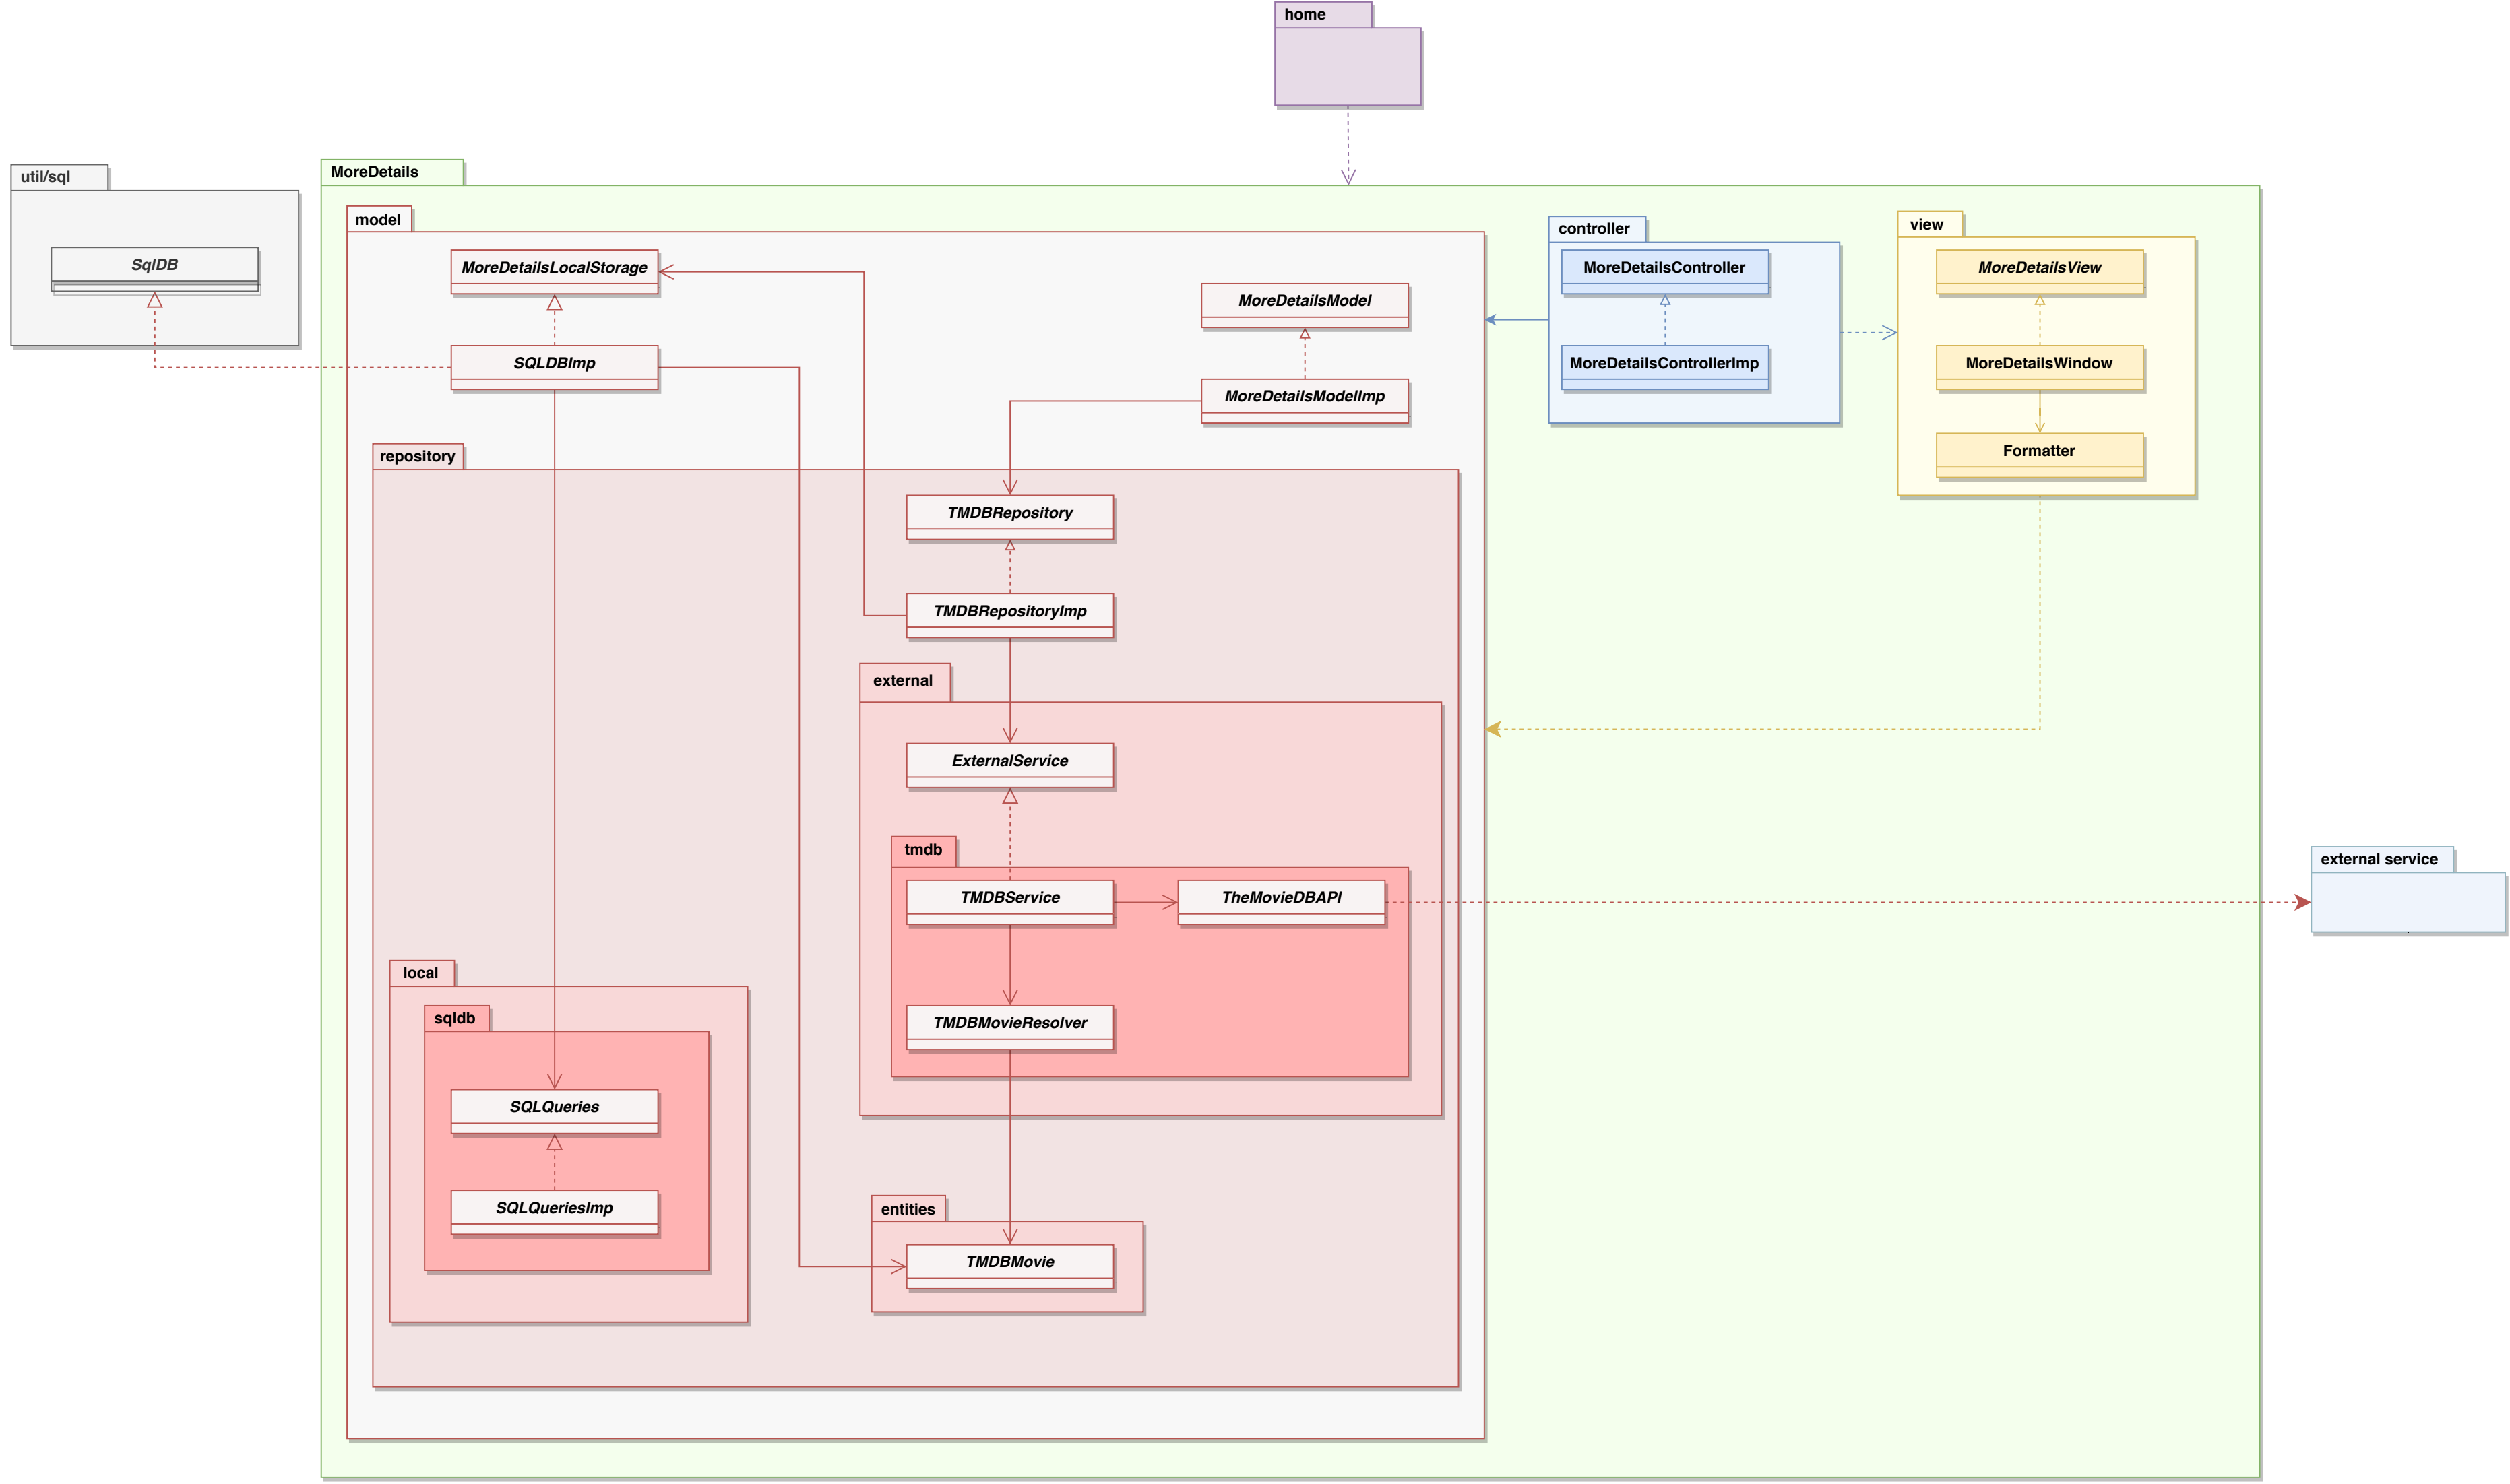 home
util/sql
SqlDB
MoreDetails
model
MoreDetailsLocalStorage
MoreDetailsModel
SQLDBImp
MoreDetailsModelImp
controller
MoreDetailsController
MoreDetailsControllerImp
view
MoreDetailsView
MoreDetailsWindow
Formatter
repository
TMDBRepository
TMDBRepositoryImp
external
ExternalService
tmdb
TMDBService
TheMovieDBAPI
TMDBMovieResolver
external service
local
sqldb
SQLQueries
SQLQueriesImp
entities
TMDBMovie